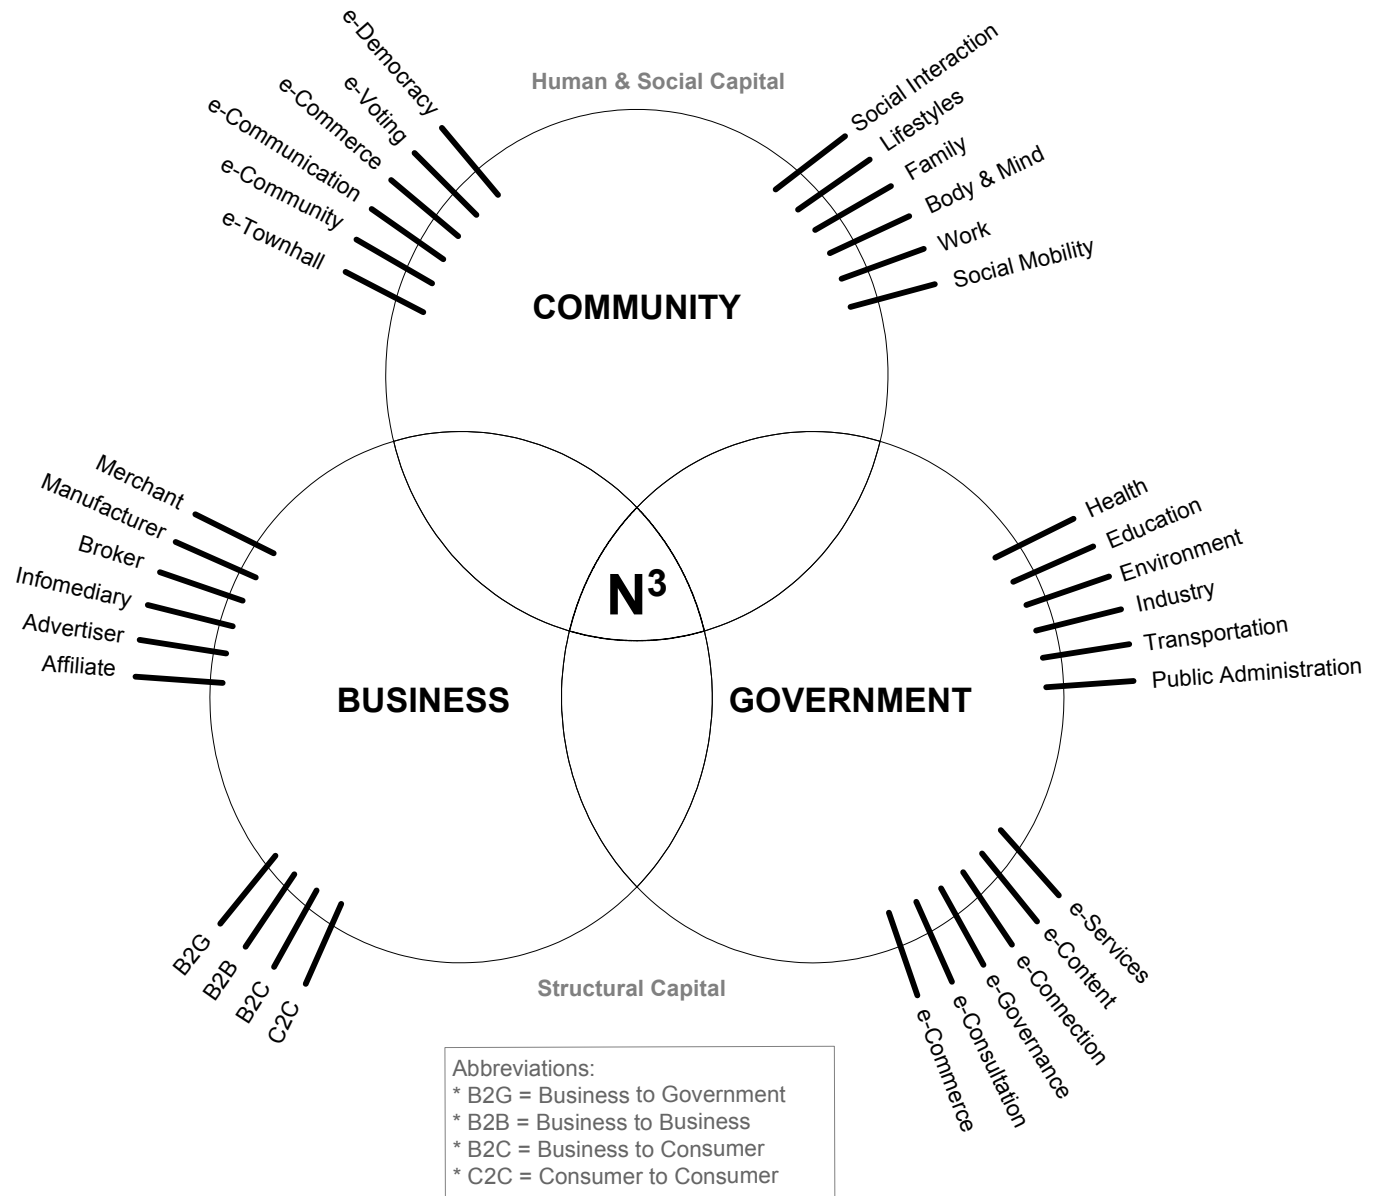 Human & Social Capital
e-Democracy
e-Voting
e-Commerce
e-Communication
e-Community
e-Townhall
Social Interaction
Lifestyles
Family
Body & Mind
Work
Social Mobility
COMMUNITY
Merchant
Manufacturer
Broker
Infomediary
Advertiser
Affiliate
N³
Health
Education
Environment
Industry
Transportation
Public Administration
BUSINESS
GOVERNMENT
B2G
B2B
B2C
C2C
e-Services
e-Content
e-Connection
e-Governance
e-Consultation
e-Commerce
Structural Capital
Abbreviations:
* B2G = Business to Government
* B2B = Business to Business
* B2C = Business to Consumer
* C2C = Consumer to Consumer